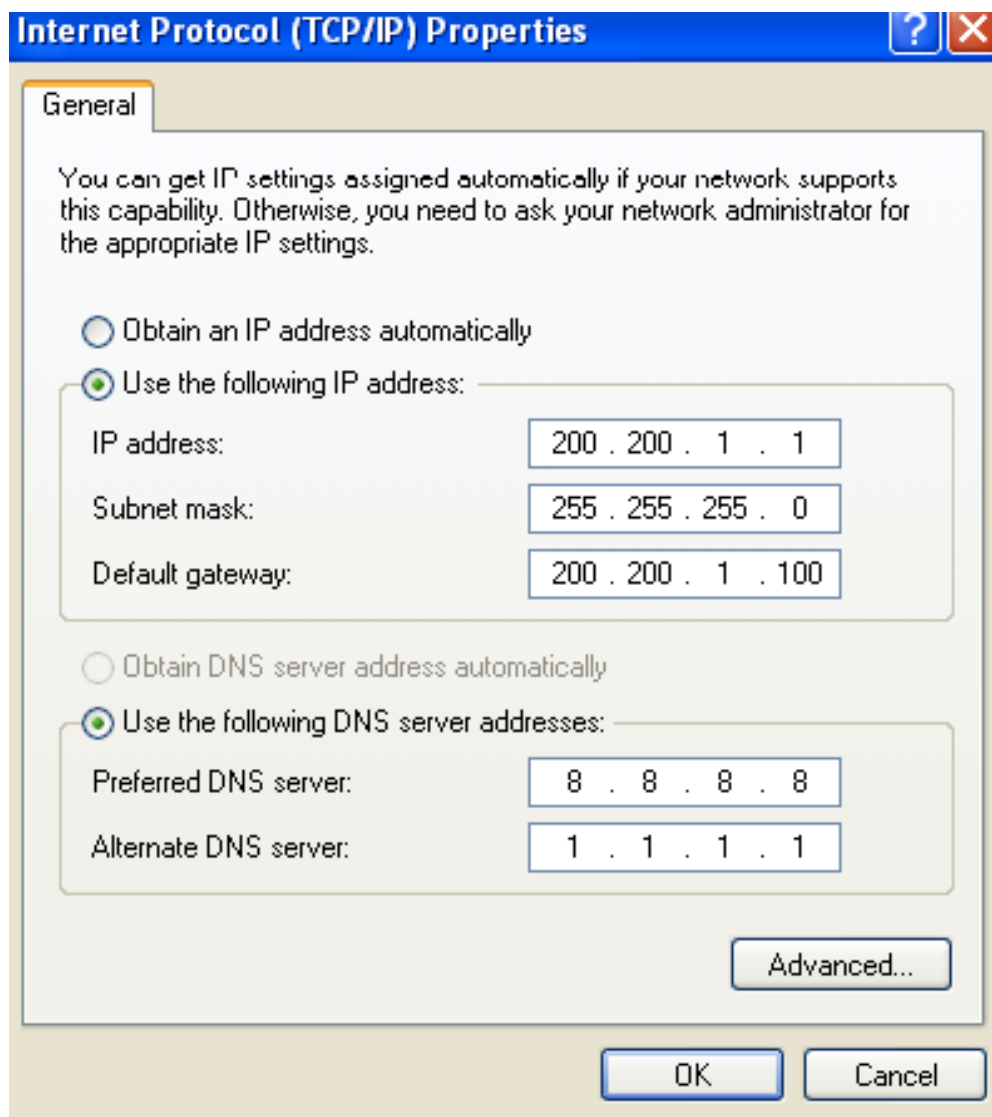 Internet Protocol (TCP/IP) Properties
?
General
You can get IP settings assigned automatically if your network supports
this capability. Otherwise, you need to ask your network administrator for
the appropriate IP settings.
Obtain an IP address automatically
Use the following IP address:
IP address: 200 . 200 . 1 . 1
Subnet mask: 255 . 255 . 255 . 0
Default gateway: 200 . 200 . 1 . 100
Obtain DNS server address automatically
Use the following DNS server addresses:
Preferred DNS server: 8 . 8 . 8 . 8
Alternate DNS server: 1 . 1 . 1 . 1
Advanced...
OK Cancel